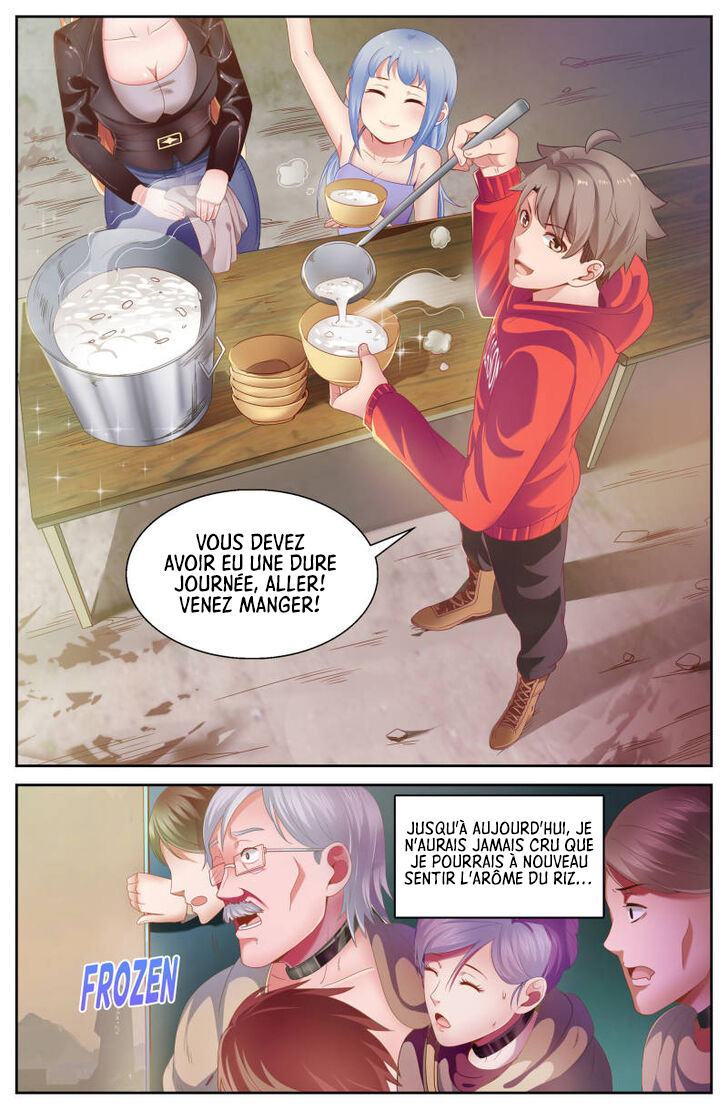 VOUS DEVEZ
AVOIR EU UNE DURE
JOURNÉE, ALLER!
VENEZ MANGER!
JUSQU'À AUJOURD'HUI, JE
N'AURAIS JAMAIS CRU QUE
JE POURRAIS À NOUVEAU
SENTIR L'ARÔME DU RIZ...
FROZEN